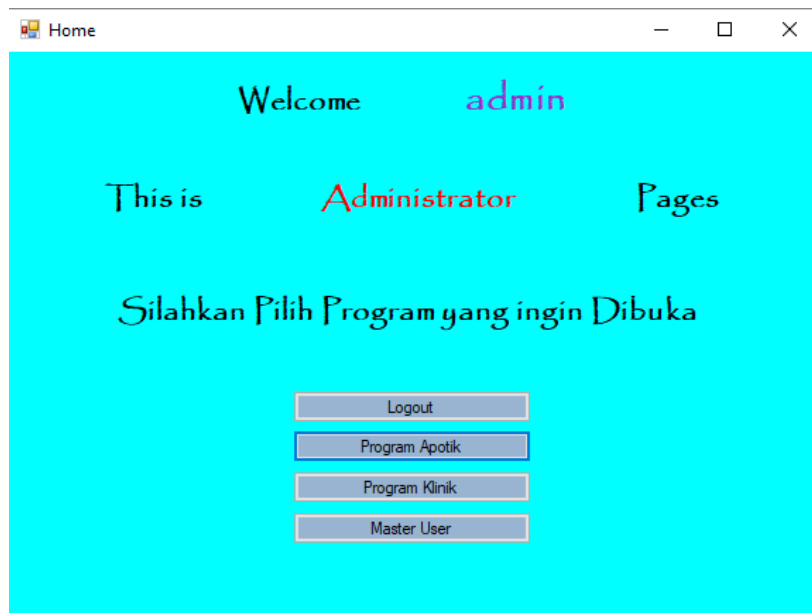 Home
Welcome admin
This is Administrator Pages
Silahkan Pilih Program yang ingin Dibuka
Logout
Program Apotik
Program Klinik
Master User